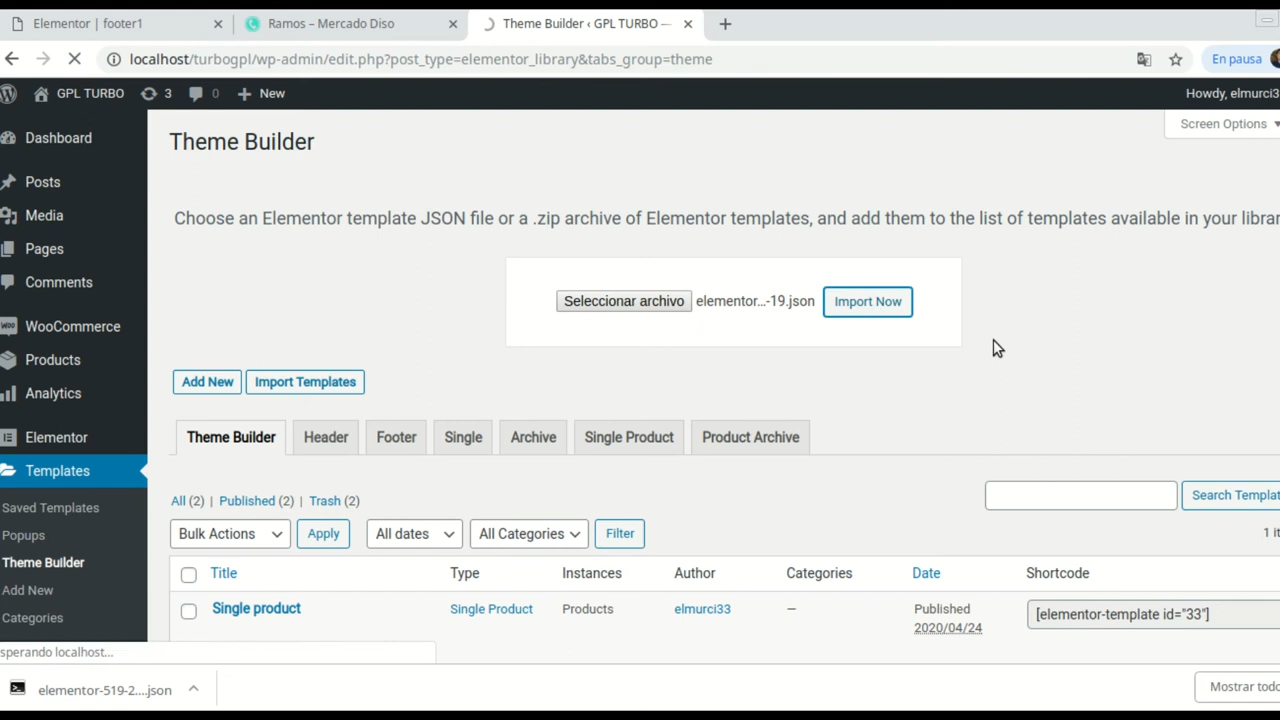 Elementor | footer1
Ramos – Mercado Diso
Theme Builder ‹ GPL TURBO —
localhost/turbogpl/wp-admin/edit.php?post_type=elementor_library&tabs_group=theme
En pausa
GPL TURBO
3
0
New
Howdy, elmurci3
Screen Options
Dashboard
Posts
Media
Pages
Comments
WooCommerce
Products
Analytics
Elementor
Templates
Saved Templates
Popups
Theme Builder
Add New
Categories
Theme Builder
Choose an Elementor template JSON file or a .zip archive of Elementor templates, and add them to the list of templates available in your librar
Seleccionar archivo elementor...-19.json Import Now
Add New Import Templates
Theme Builder Header Footer Single Archive Single Product Product Archive
All (2) | Published (2) | Trash (2)
Search Templat
Bulk Actions Apply All dates All Categories Filter
1 it
Title Type Instances Author Categories Date Shortcode
Single product Single Product Products elmurci33 — Published
2020/04/24
[elementor-template id="33"]
sperando localhost...
elementor-519-2....json
Mostrar todo